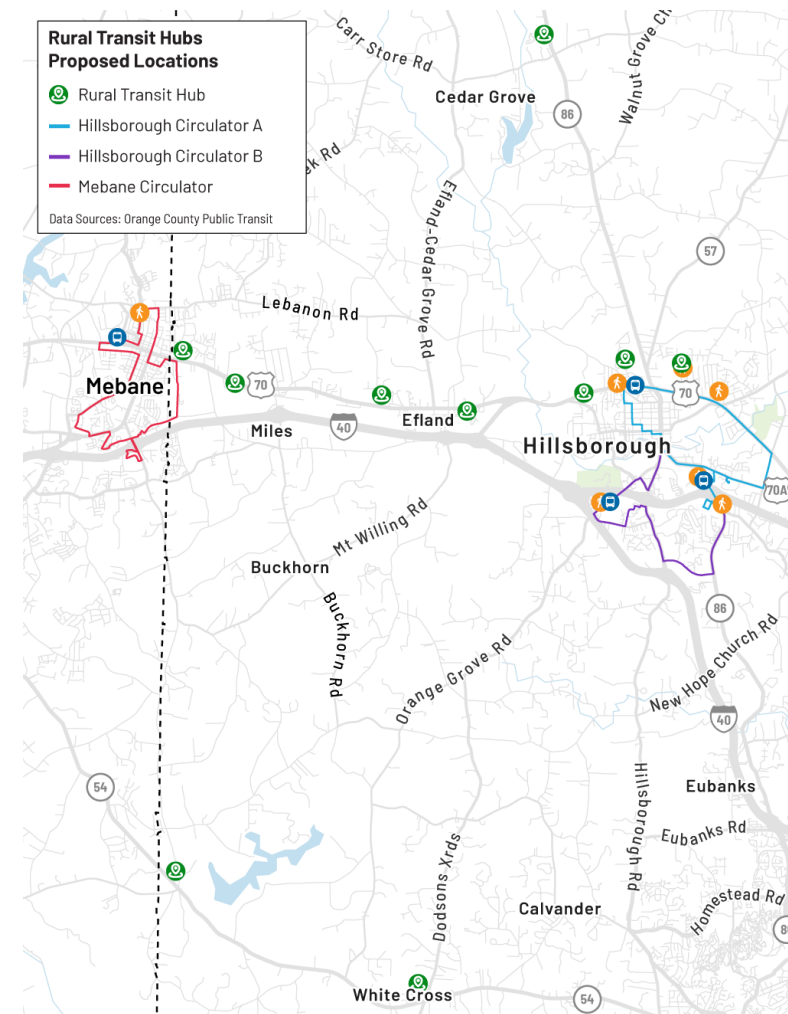 Rural Transit Hubs
Proposed Locations
Rural Transit Hub
Hillsborough Circulator A
Hillsborough Circulator B
Mebane Circulator
Data Sources: Orange County Public Transit
Carr Store Rd
Cedar Grove
86
Walnut Grove
ek Rd
Efland-Cedar Grove Rd
57
Lebanon Rd
Mebane
70
70
Miles
40
Efland
Hillsborough
70A
Mt Willing Rd
Buckhorn
Buckhorn Rd
86
New Hope Church Rd
Orange Grove Rd
40
54
Hillsborough Rd
Eubanks
Eubanks Rd
Dodsons Xrds
Homestead Rd
Calvander
White Cross
54